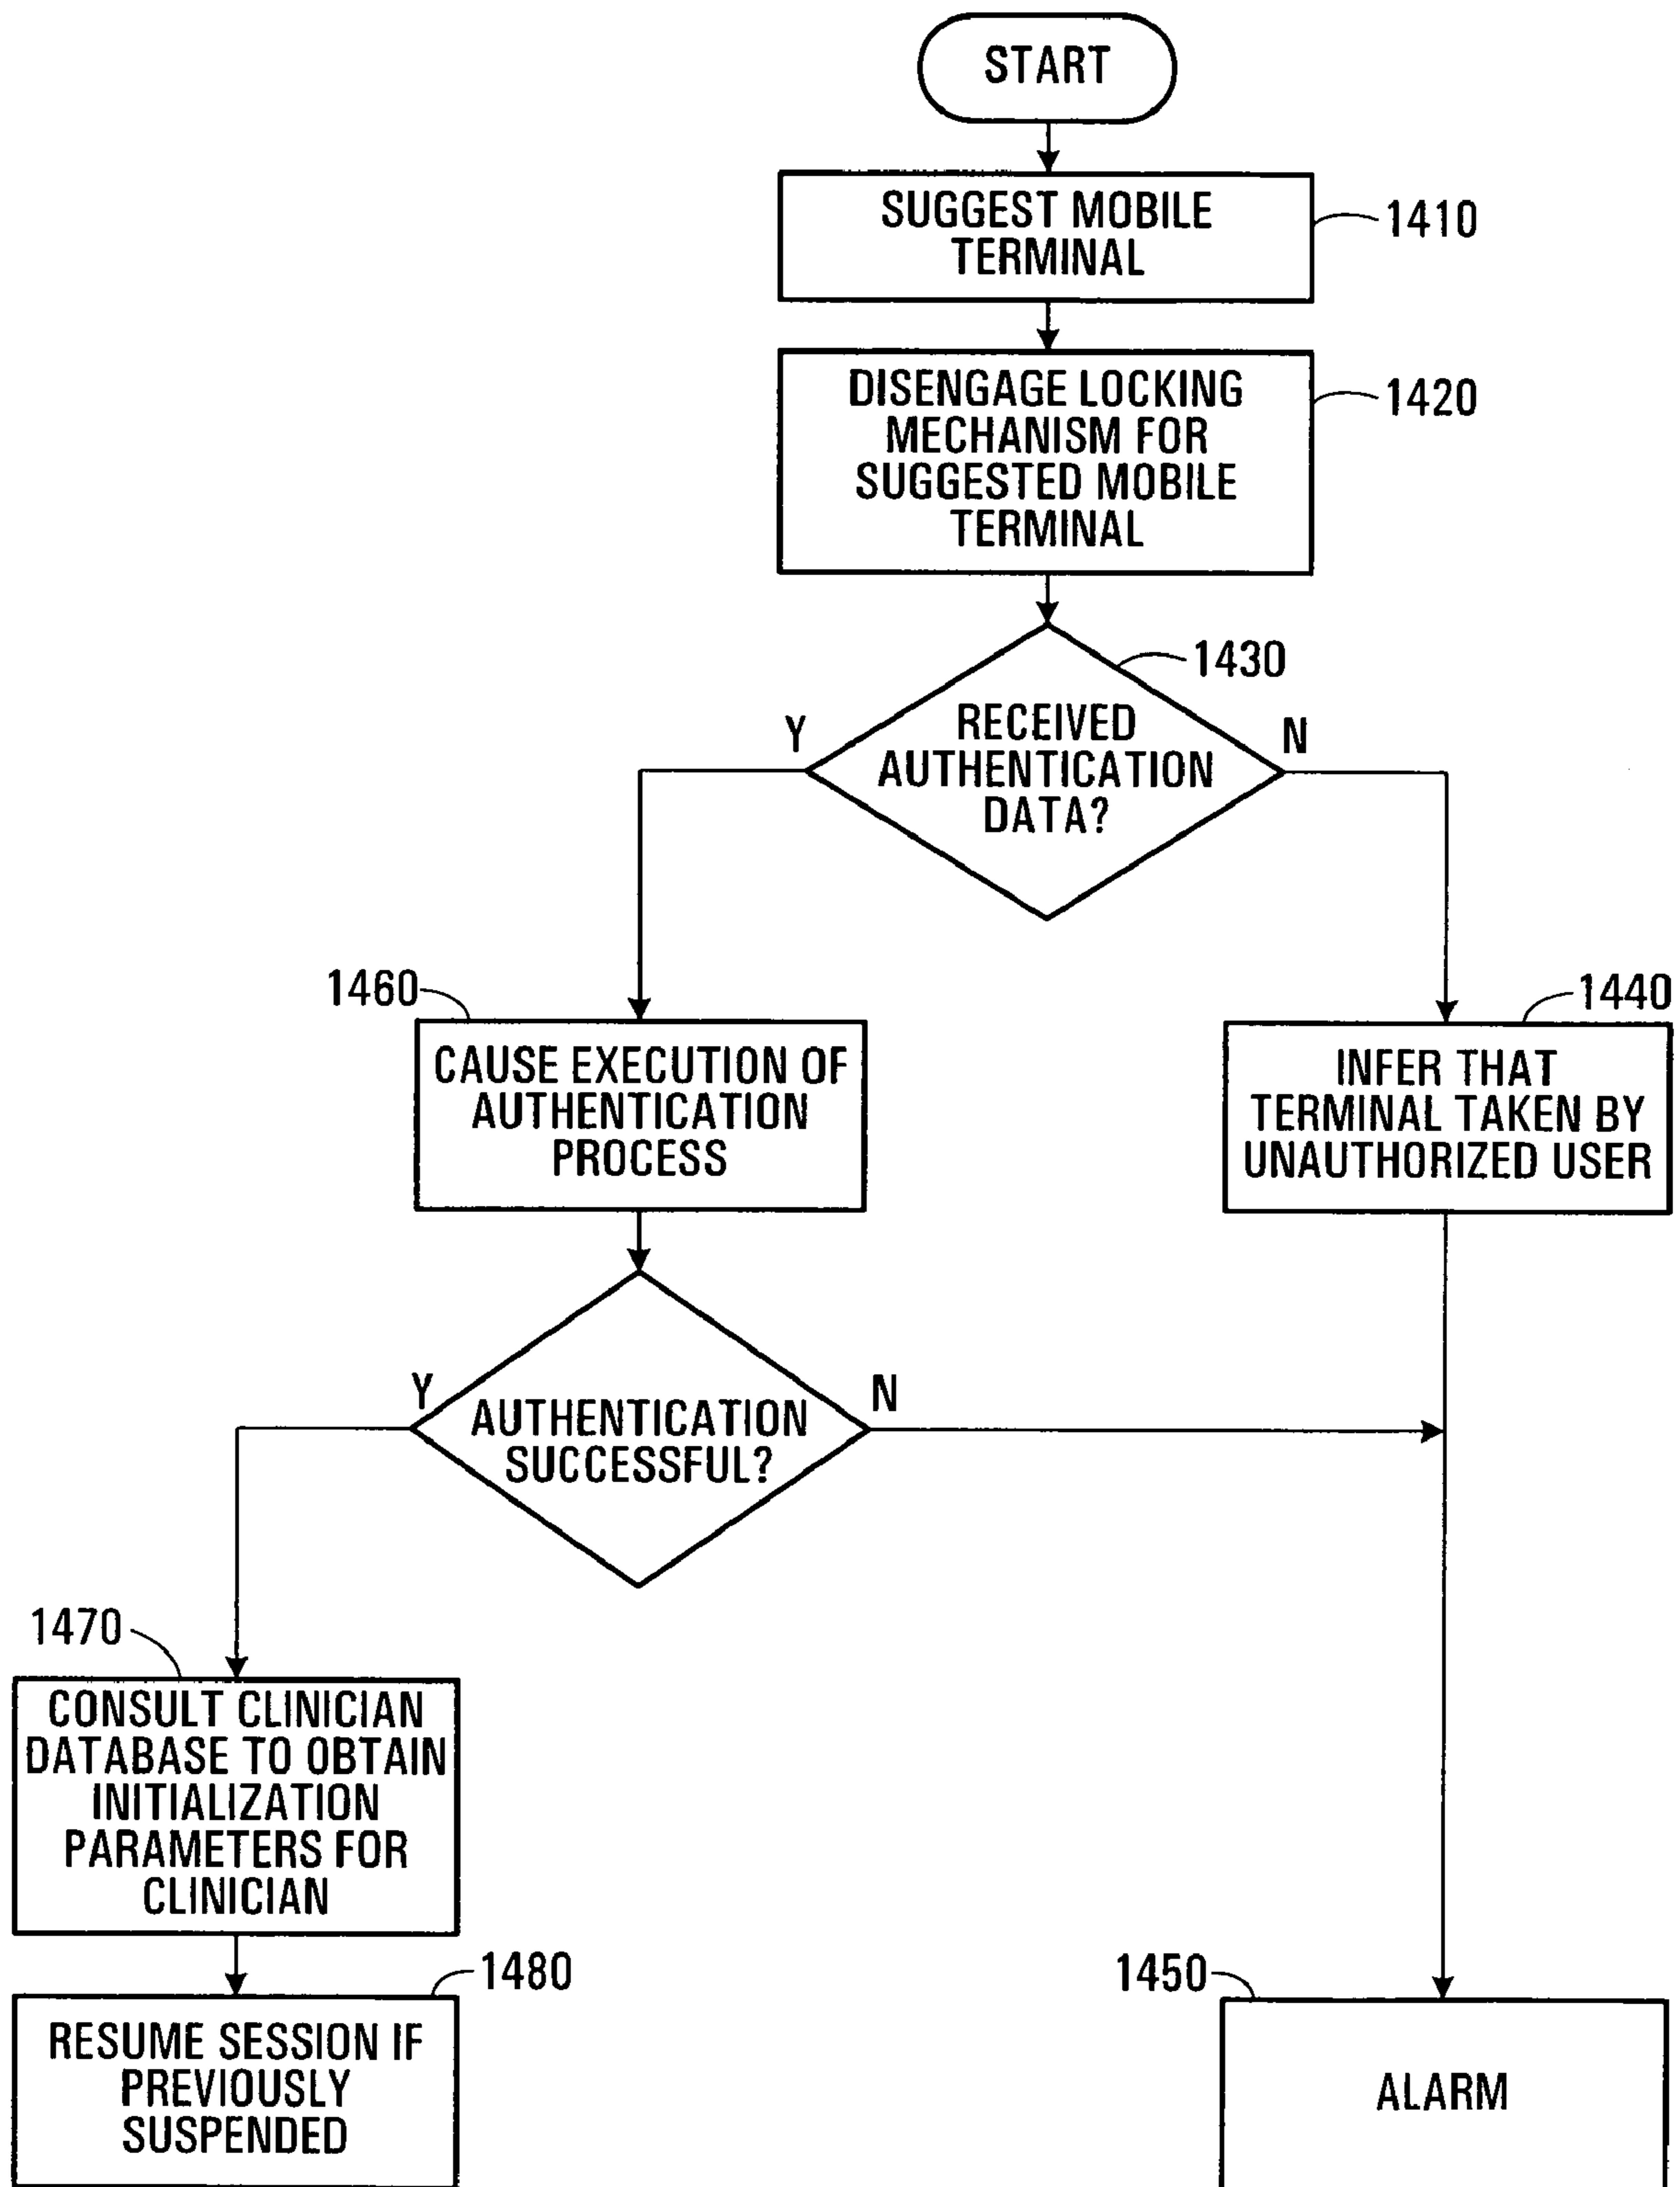 START
SUGGEST MOBILE
TERMINAL
1410
DISENGAGE LOCKING
MECHANISM FOR
SUGGESTED MOBILE
TERMINAL
1420
1430
RECEIVED
AUTHENTICATION
DATA?
Y
N
1460
CAUSE EXECUTION OF
AUTHENTICATION
PROCESS
1440
INFER THAT
TERMINAL TAKEN BY
UNAUTHORIZED USER
AUTHENTICATION
SUCCESSFUL?
Y
N
1470
CONSULT CLINICIAN
DATABASE TO OBTAIN
INITIALIZATION
PARAMETERS FOR
CLINICIAN
1480
RESUME SESSION IF
PREVIOUSLY
SUSPENDED
1450
ALARM